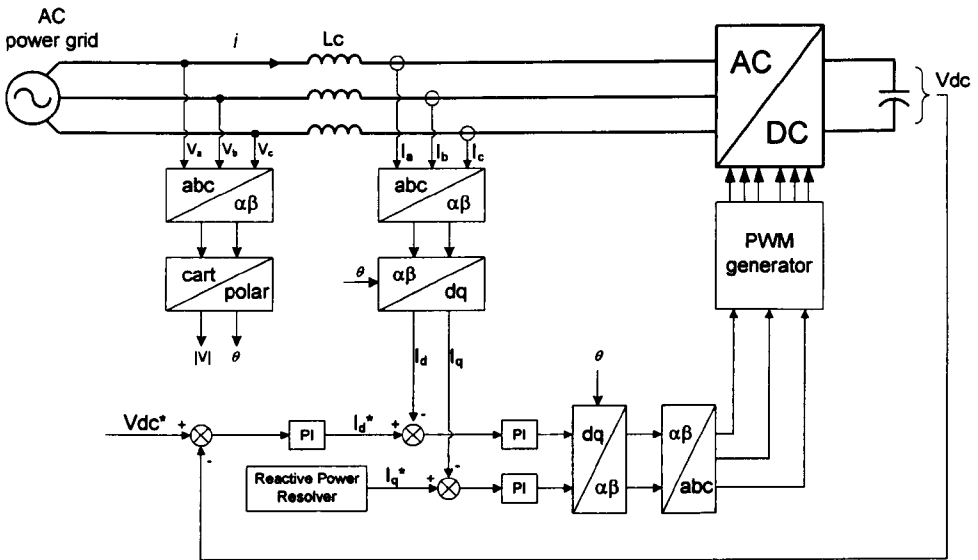 AC
power grid
i
Lc
AC
DC
Vdc
Va Vb Vc
Ia Ib Ic
abc
αβ
abc
αβ
PWM
generator
cart
polar
θ
αβ
dq
|V| θ
Id Iq
θ
Vdc* + -
PI
Id* + -
PI
dq
αβ
αβ
abc
Reactive Power
Resolver
Iq* + -
PI